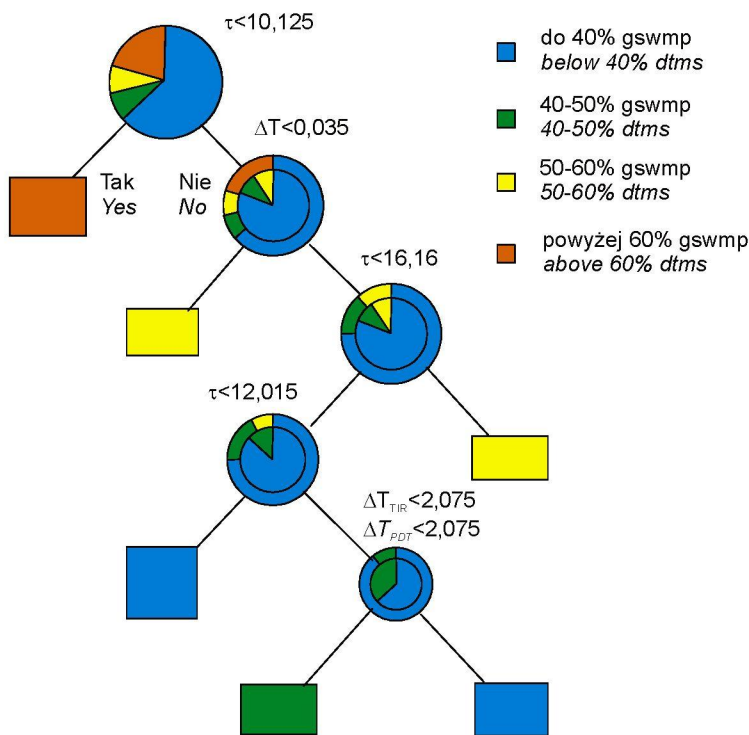 τ<10,125
do 40% gswmp
below 40% dtms
40-50% gswmp
40-50% dtms
50-60% gswmp
50-60% dtms
powyżej 60% gswmp
above 60% dtms
ΔT<0,035
Tak
Yes
Nie
No
τ<16,16
τ<12,015
ΔT_TIR<2,075
ΔT_PDT<2,075